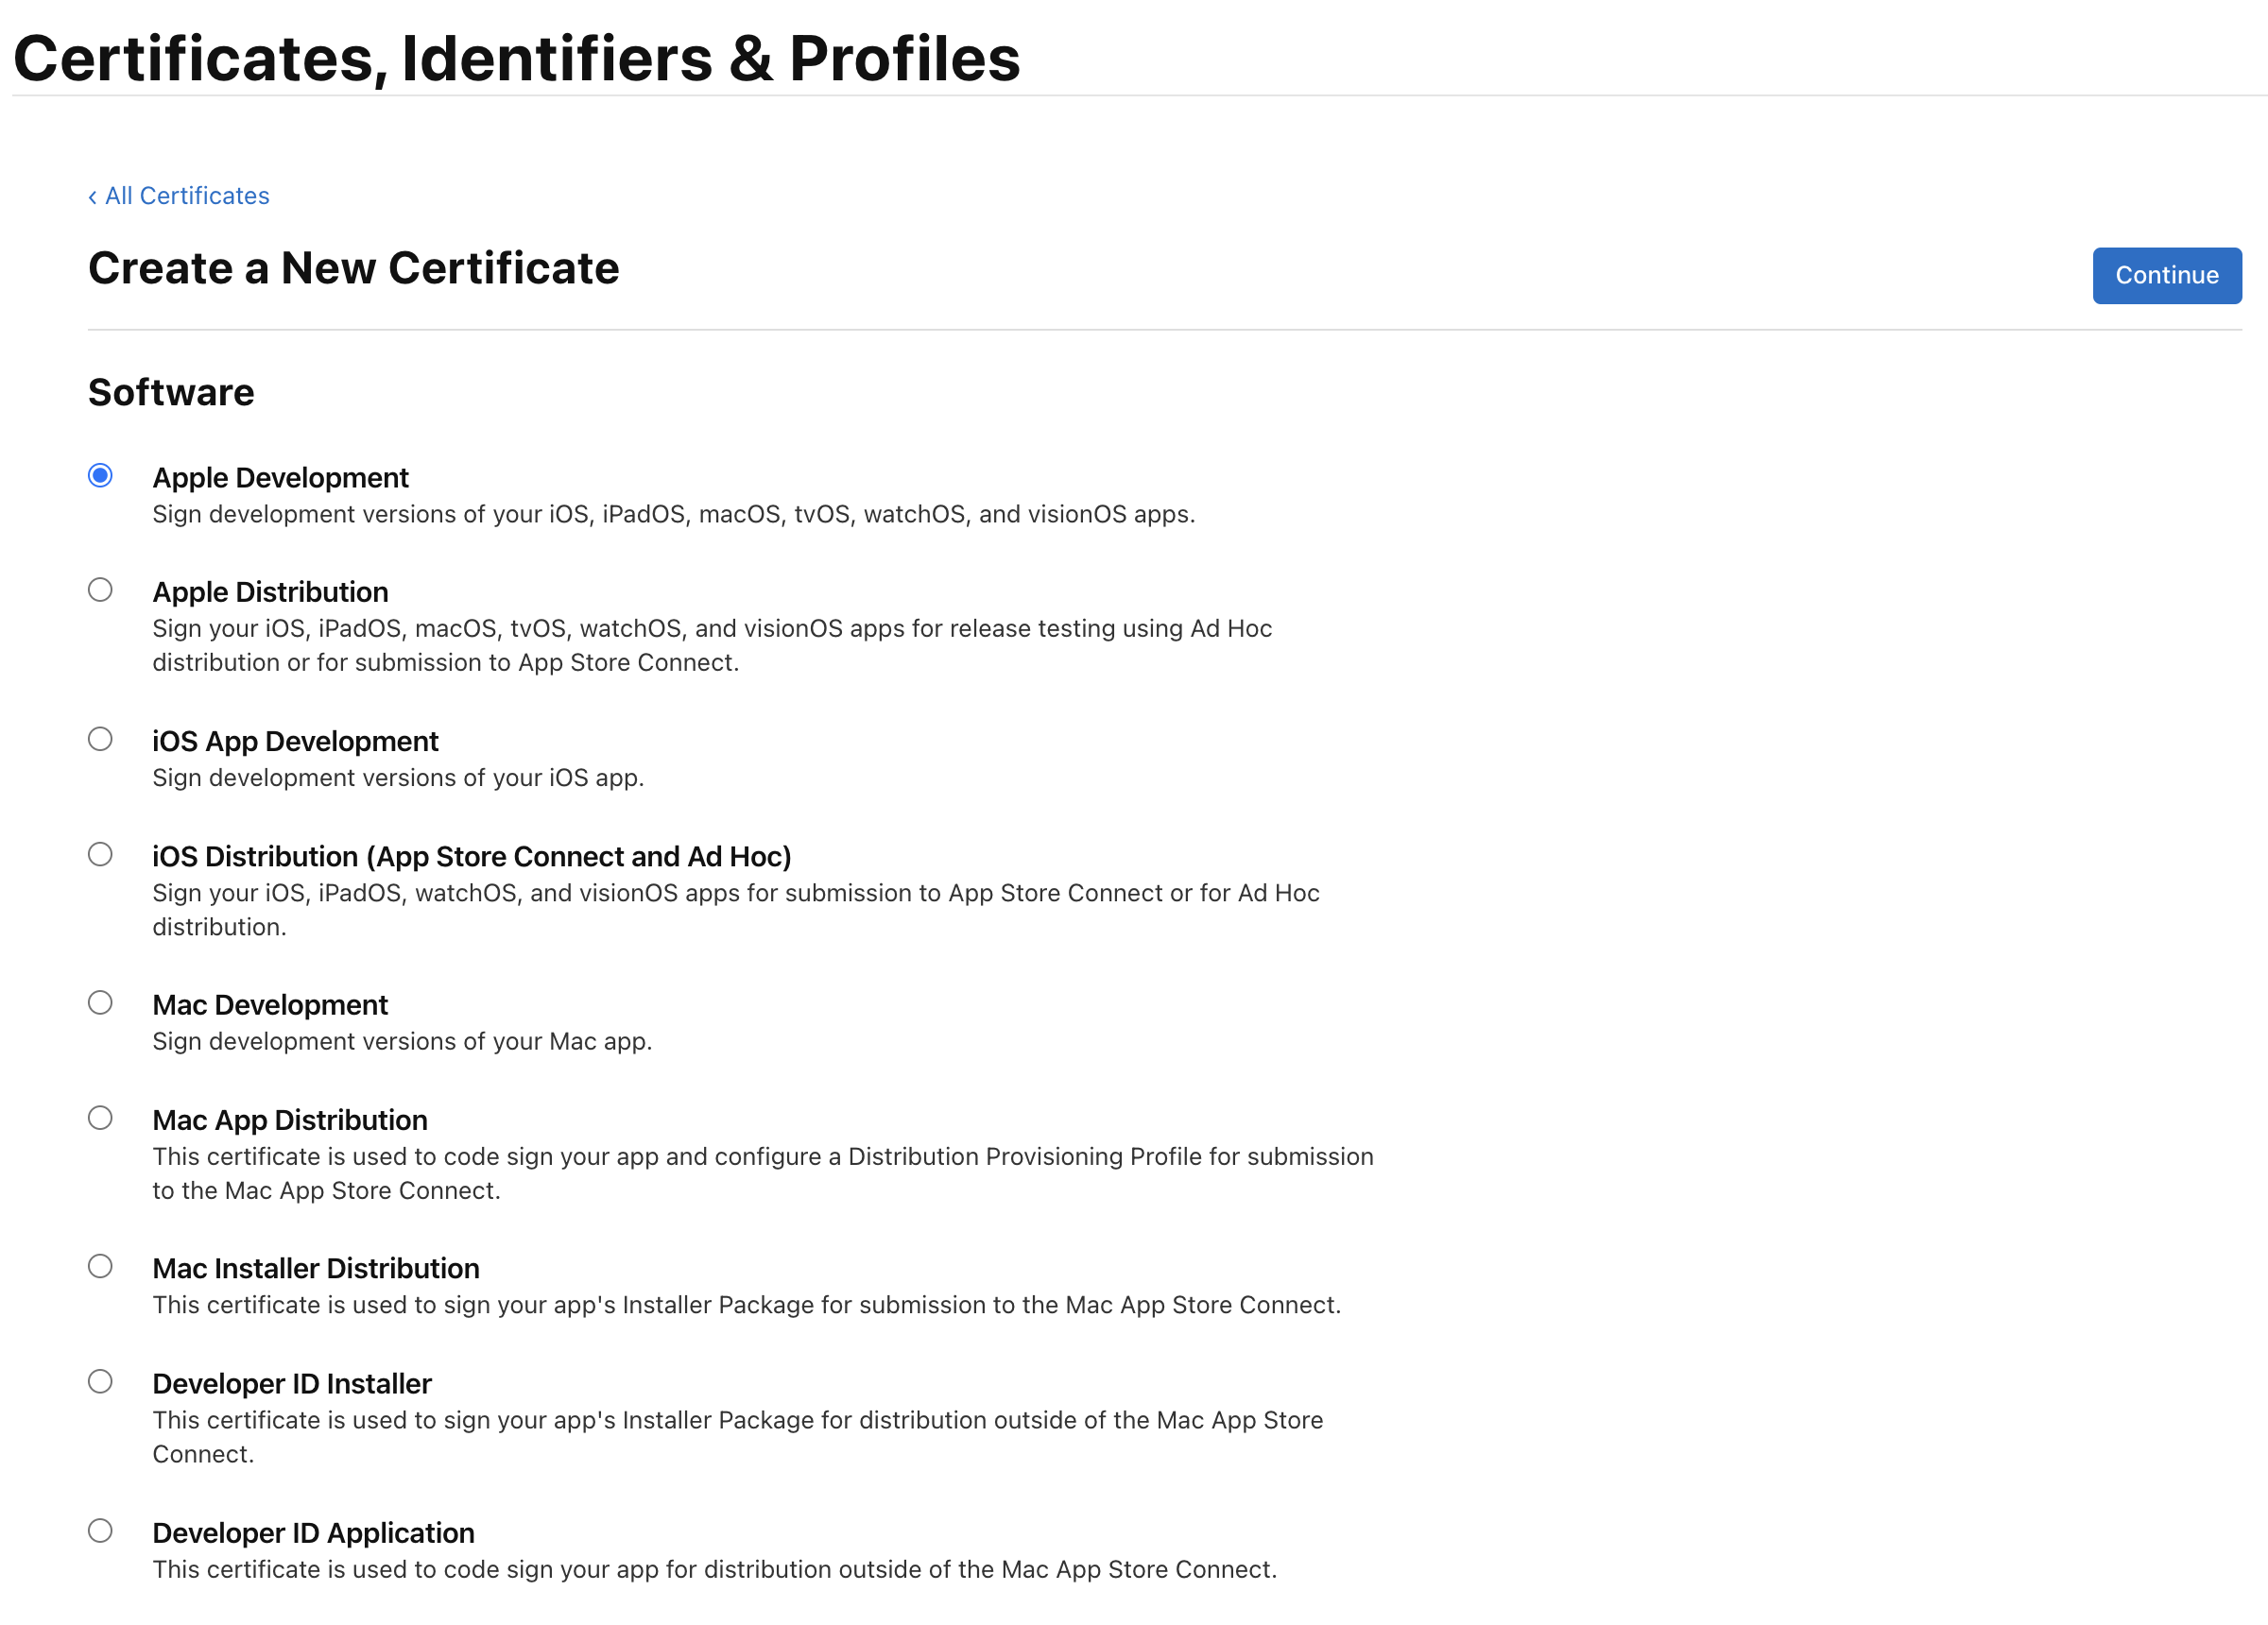 Certificates, Identifiers & Profiles
‹ All Certificates
Create a New Certificate
Continue
Software
Apple Development
Sign development versions of your iOS, iPadOS, macOS, tvOS, watchOS, and visionOS apps.
Apple Distribution
Sign your iOS, iPadOS, macOS, tvOS, watchOS, and visionOS apps for release testing using Ad Hoc
distribution or for submission to App Store Connect.
iOS App Development
Sign development versions of your iOS app.
iOS Distribution (App Store Connect and Ad Hoc)
Sign your iOS, iPadOS, watchOS, and visionOS apps for submission to App Store Connect or for Ad Hoc
distribution.
Mac Development
Sign development versions of your Mac app.
Mac App Distribution
This certificate is used to code sign your app and configure a Distribution Provisioning Profile for submission
to the Mac App Store Connect.
Mac Installer Distribution
This certificate is used to sign your app's Installer Package for submission to the Mac App Store Connect.
Developer ID Installer
This certificate is used to sign your app's Installer Package for distribution outside of the Mac App Store
Connect.
Developer ID Application
This certificate is used to code sign your app for distribution outside of the Mac App Store Connect.